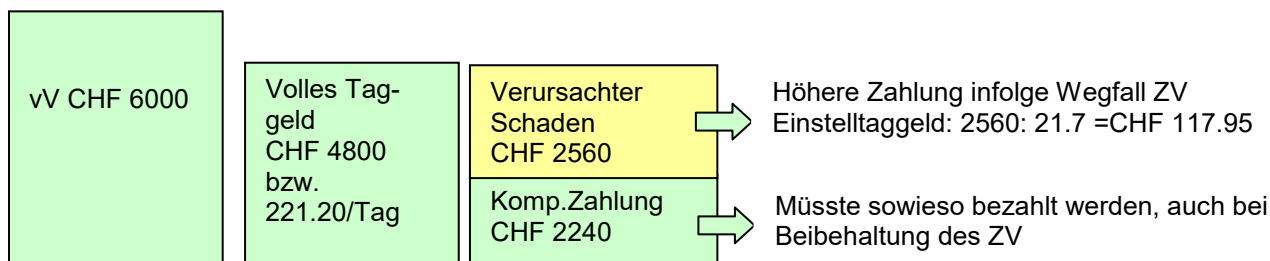 vV CHF 6000
Volles Tag-
geld
CHF 4800
bzw.
221.20/Tag
Verursachter
Schaden
CHF 2560
Höhere Zahlung infolge Wegfall ZV
Einstelltaggeld: 2560: 21.7 =CHF 117.95
Komp.Zahlung
CHF 2240
Müsste sowieso bezahlt werden, auch bei
Beibehaltung des ZV